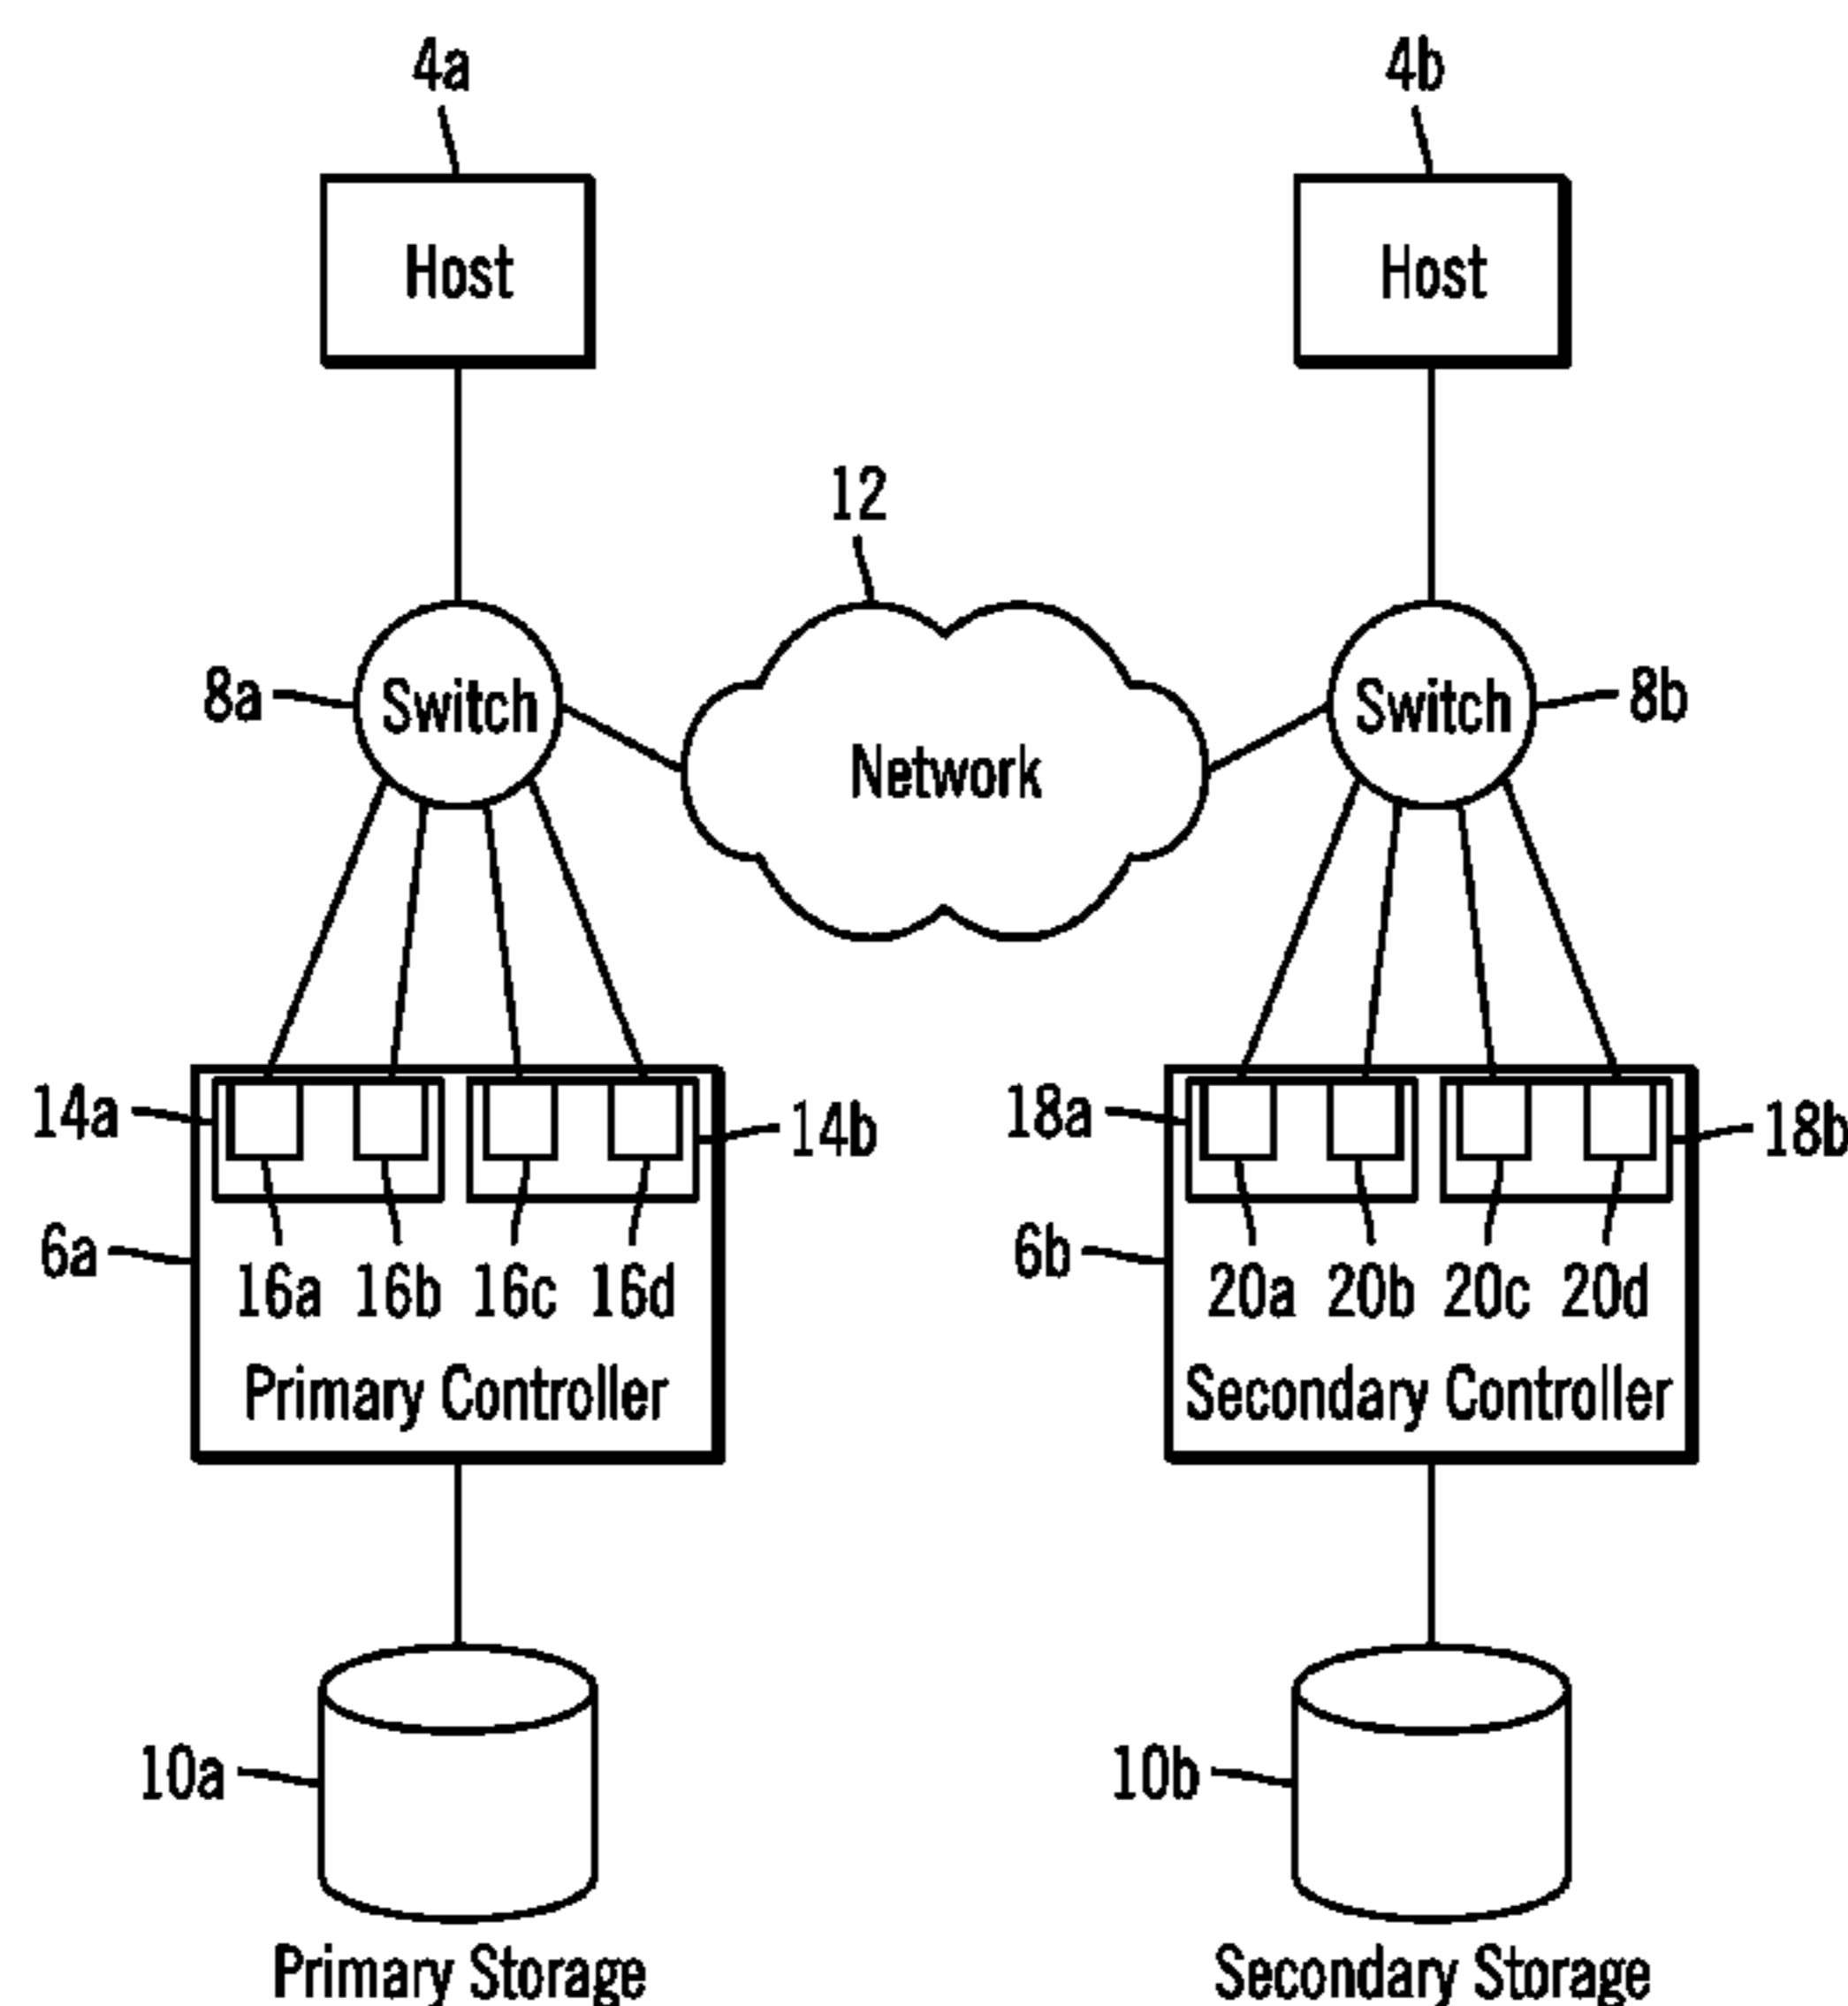 4a
4b
Host
Host
12
8a
Switch
Switch
8b
Network
14a
14b
18a
18b
6a
6b
16a 16b 16c 16d
20a 20b 20c 20d
Primary Controller
Secondary Controller
10a
10b
Primary Storage
Secondary Storage